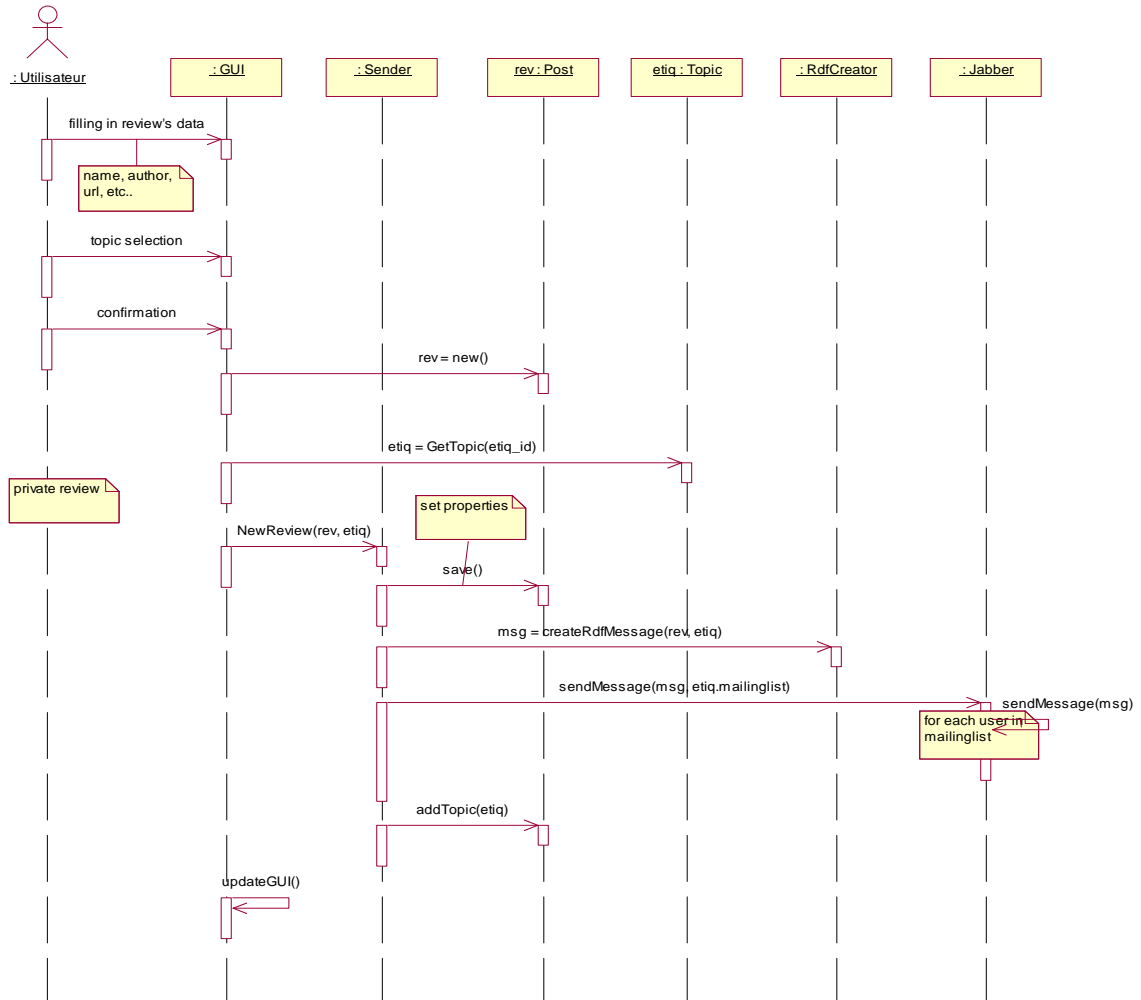 : Utilisateur
: GUI
: Sender
rev : Post
etiq : Topic
: RdfCreator
: Jabber
filling in review's data
name, author,
url, etc..
topic selection
confirmation
rev = new()
etiq = GetTopic(etiq_id)
private review
set properties
NewReview(rev, etiq)
save()
msg = createRdfMessage(rev, etiq)
sendMessage(msg, etiq.mailinglist)
sendMessage(msg)
for each user in
mailinglist
addTopic(etiq)
updateGUI()